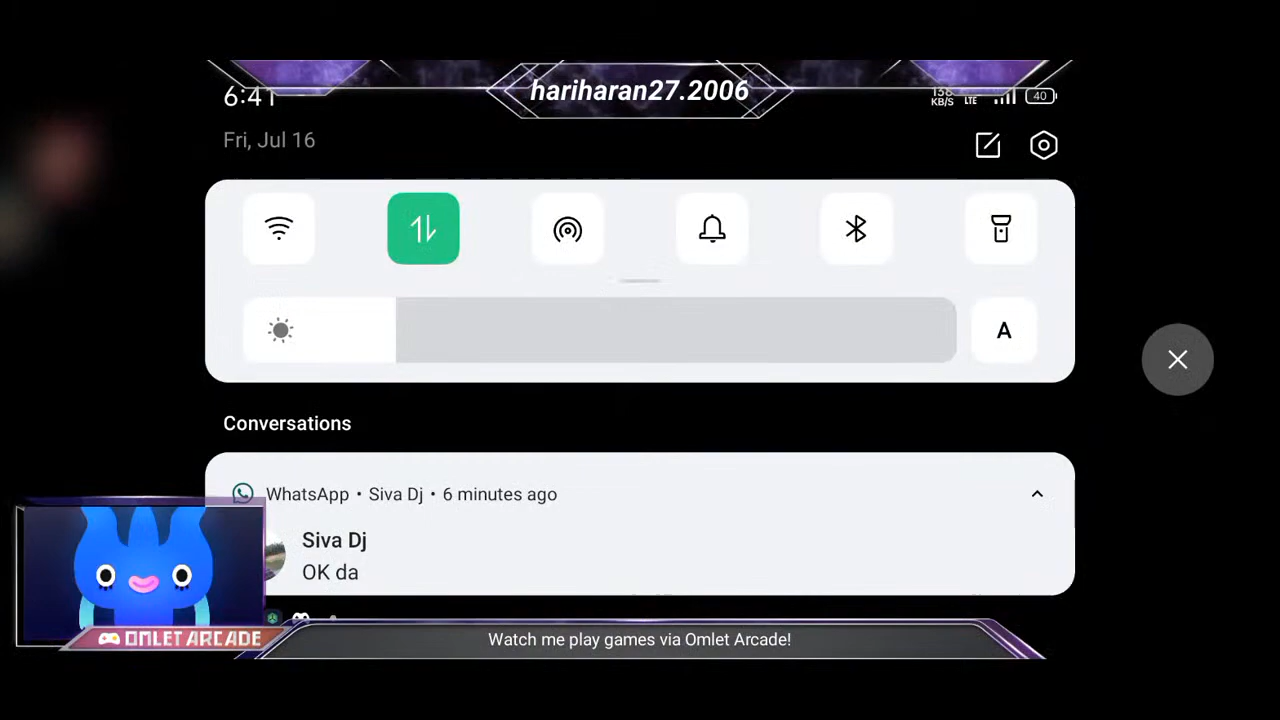 hariharan27.2006
6:41
KB/S LTE 40
Fri, Jul 16
A
Conversations
WhatsApp • Siva Dj • 6 minutes ago
Siva Dj
OK da
OMLET ARCADE
Watch me play games via Omlet Arcade!